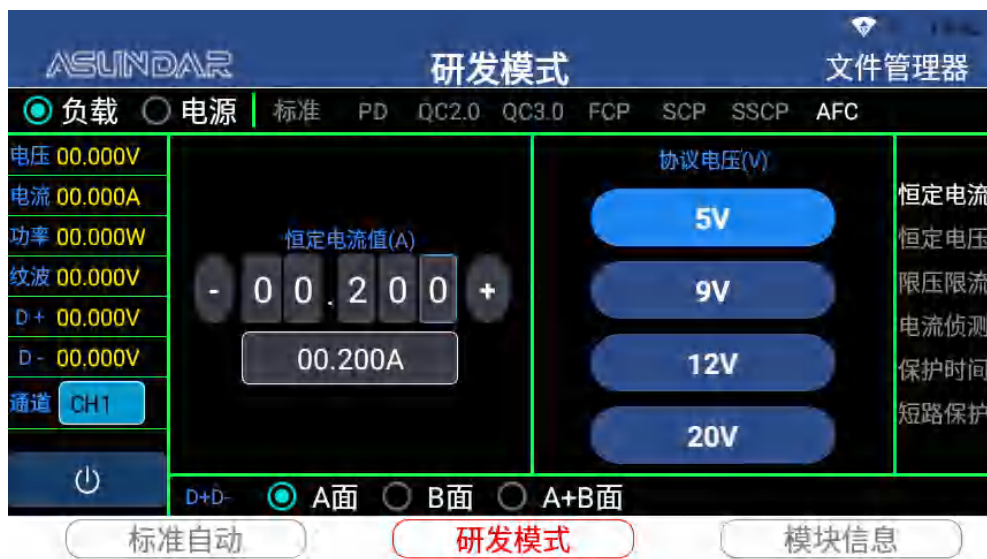 ASUNDAR 研发模式 文件管理器
负载 电源 标准 PD QC2.0 QC3.0 FCP SCP SSCP AFC
电压 00.000V
电流 00.000A
功率 00.000W
纹波 00.000V
D+ 00.000V
D- 00.000V
通道 CH1
恒定电流值(A)
- 0 0 . 2 0 0 +
00.200A
协议电压(V)
5V
9V
12V
20V
恒定电流
恒定电压
限压限流
电流侦测
保护时间
短路保护
D+D- A面 B面 A+B面
标准自动 研发模式 模块信息